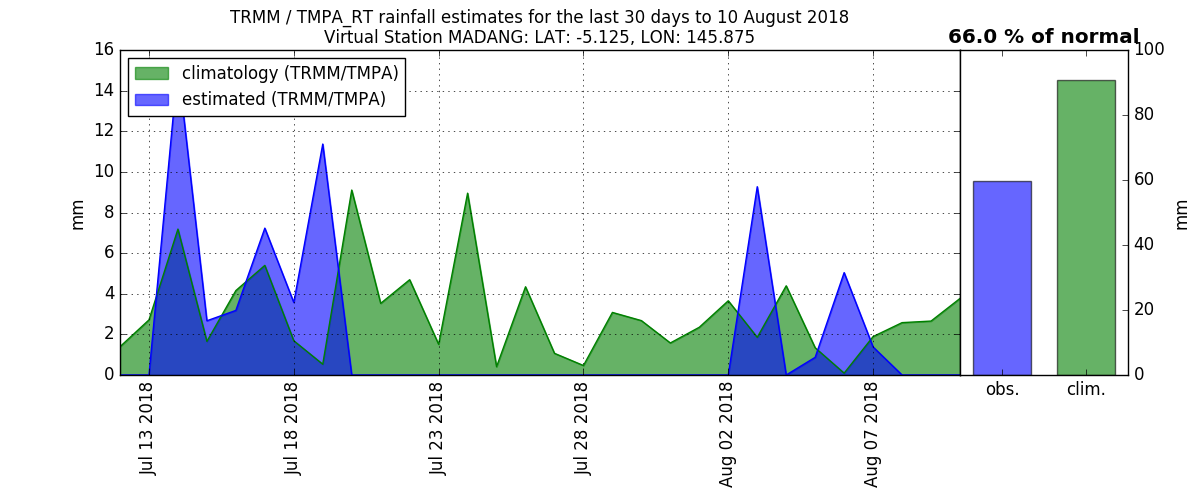 TRMM / TMPA_RT rainfall estimates for the last 30 days to 10 August 2018
Virtual Station MADANG: LAT: -5.125, LON: 145.875
66.0 % of normal
climatology (TRMM/TMPA)
estimated (TRMM/TMPA)
16
14
12
10
8
6
4
2
0
mm
Jul 13 2018
Jul 18 2018
Jul 23 2018
Jul 28 2018
Aug 02 2018
Aug 07 2018
100
80
60
40
20
0
mm
obs.
clim.